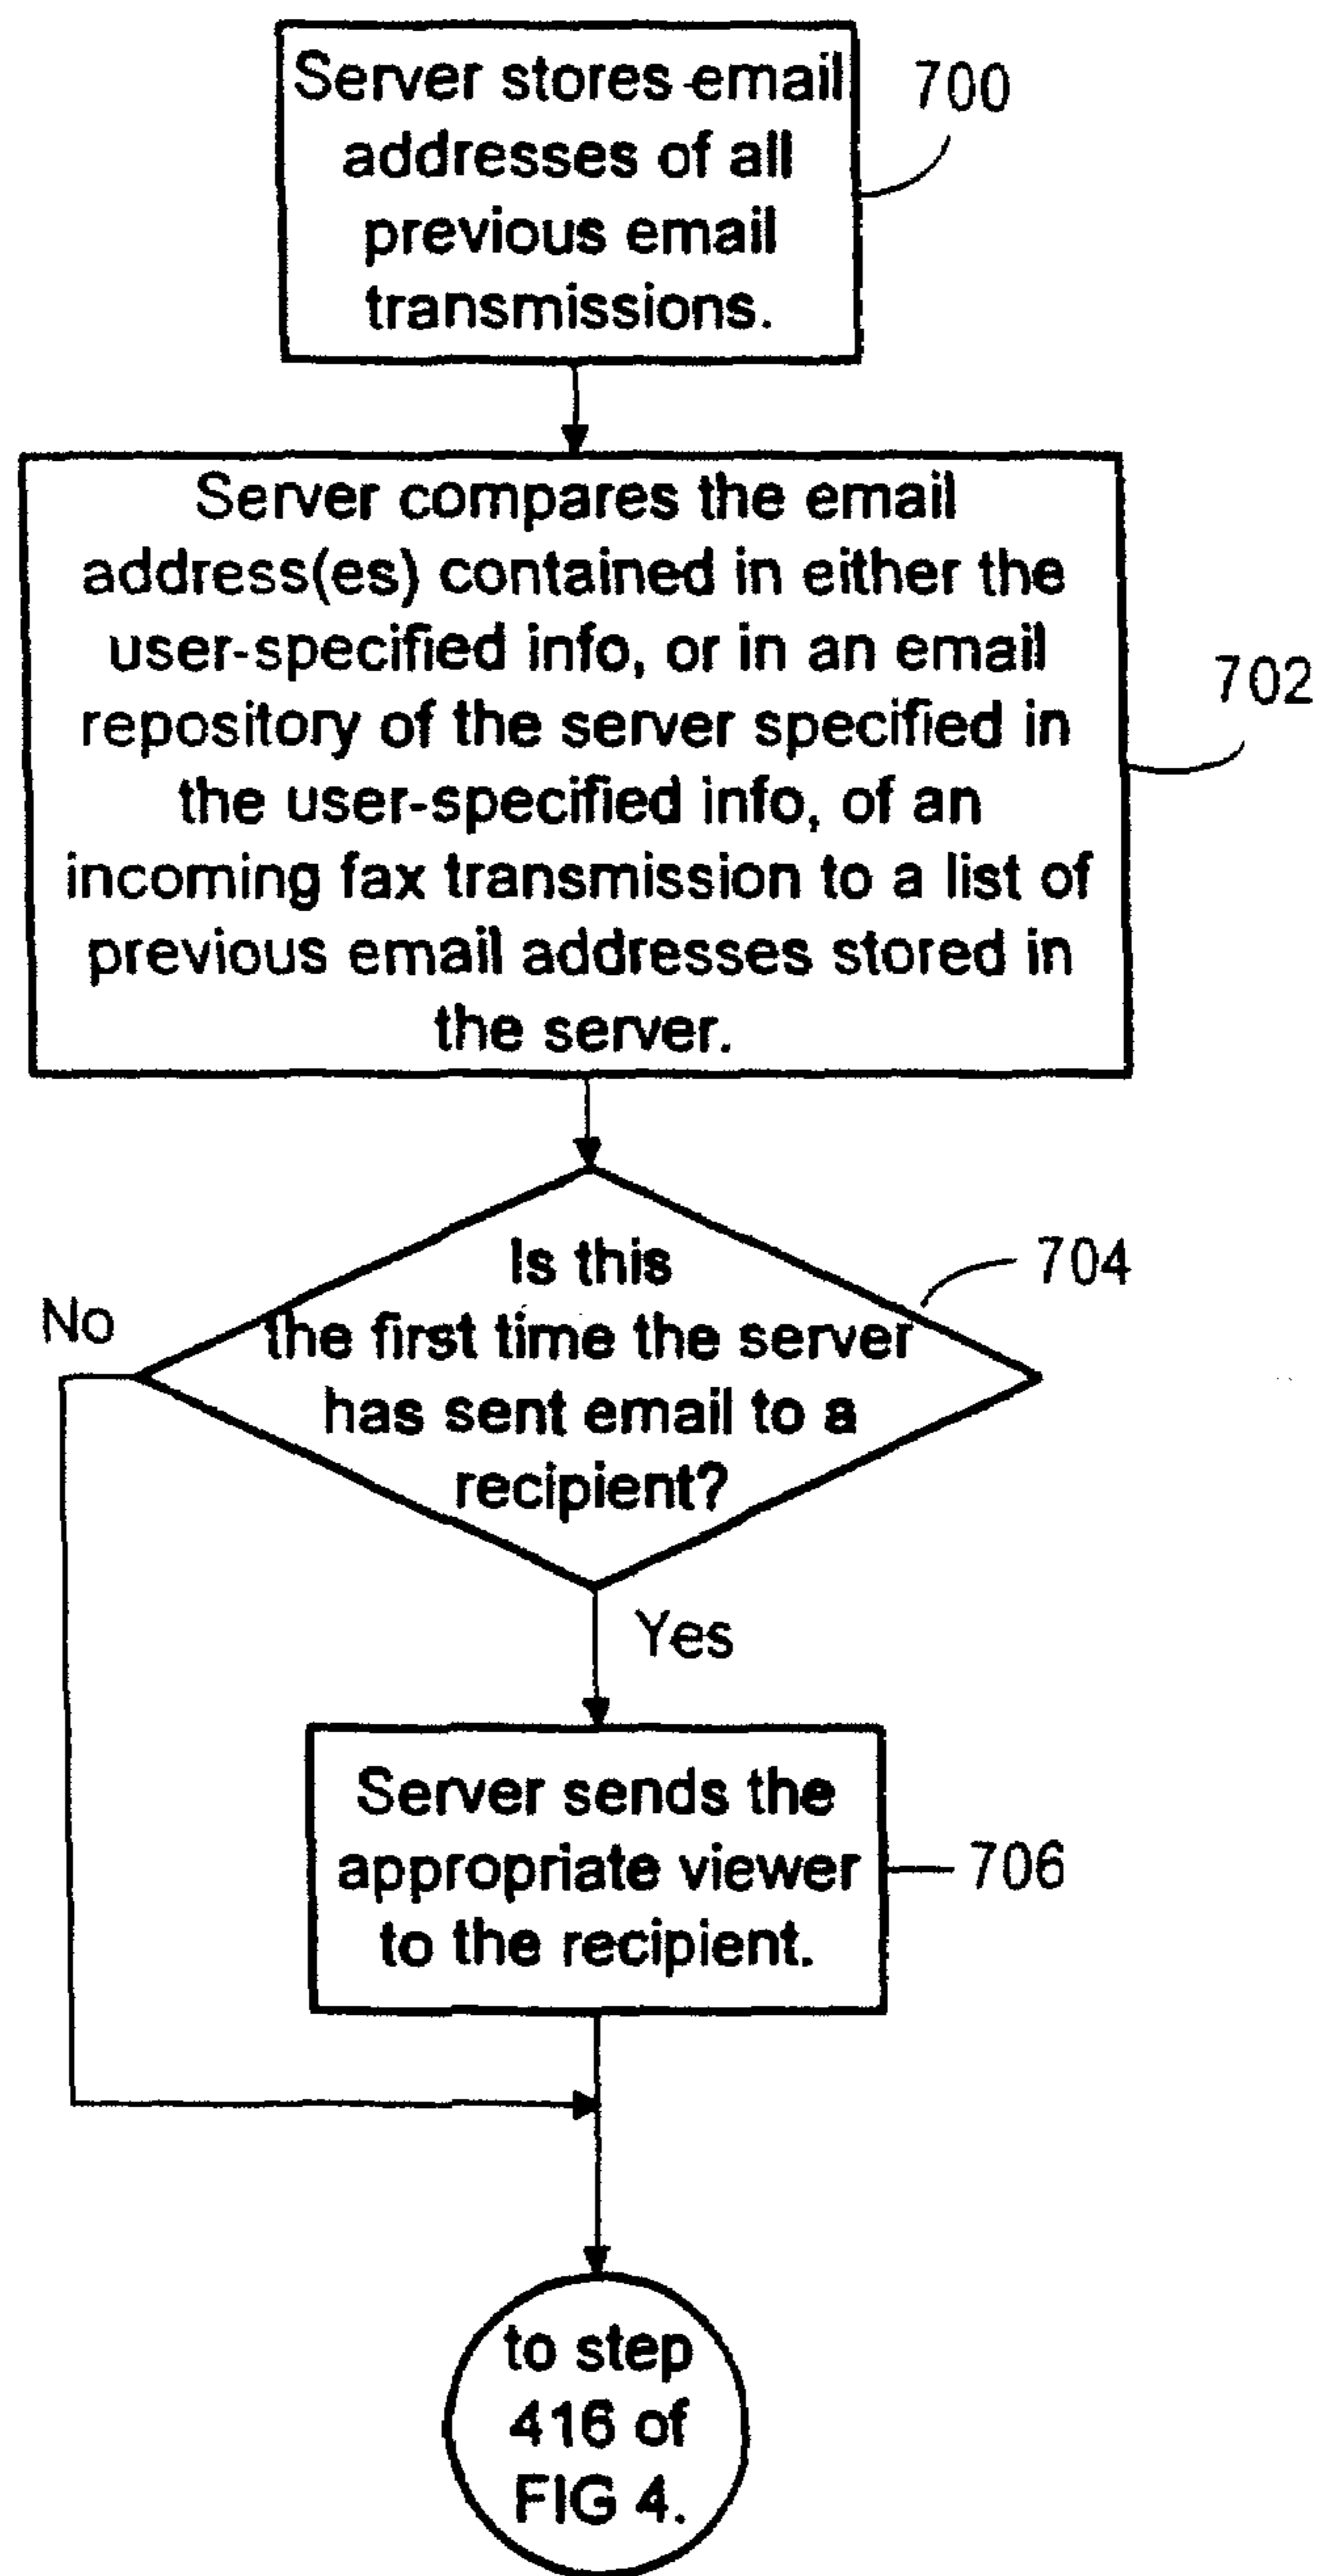 Server stores email
addresses of all
previous email
transmissions.
700
Server compares the email
address(es) contained in either the
user-specified info, or in an email
repository of the server specified in
the user-specified info, of an
incoming fax transmission to a list of
previous email addresses stored in
the server.
702
Is this
the first time the server
has sent email to a
recipient?
704
No
Yes
Server sends the
appropriate viewer
to the recipient.
706
to step
416 of
FIG 4.